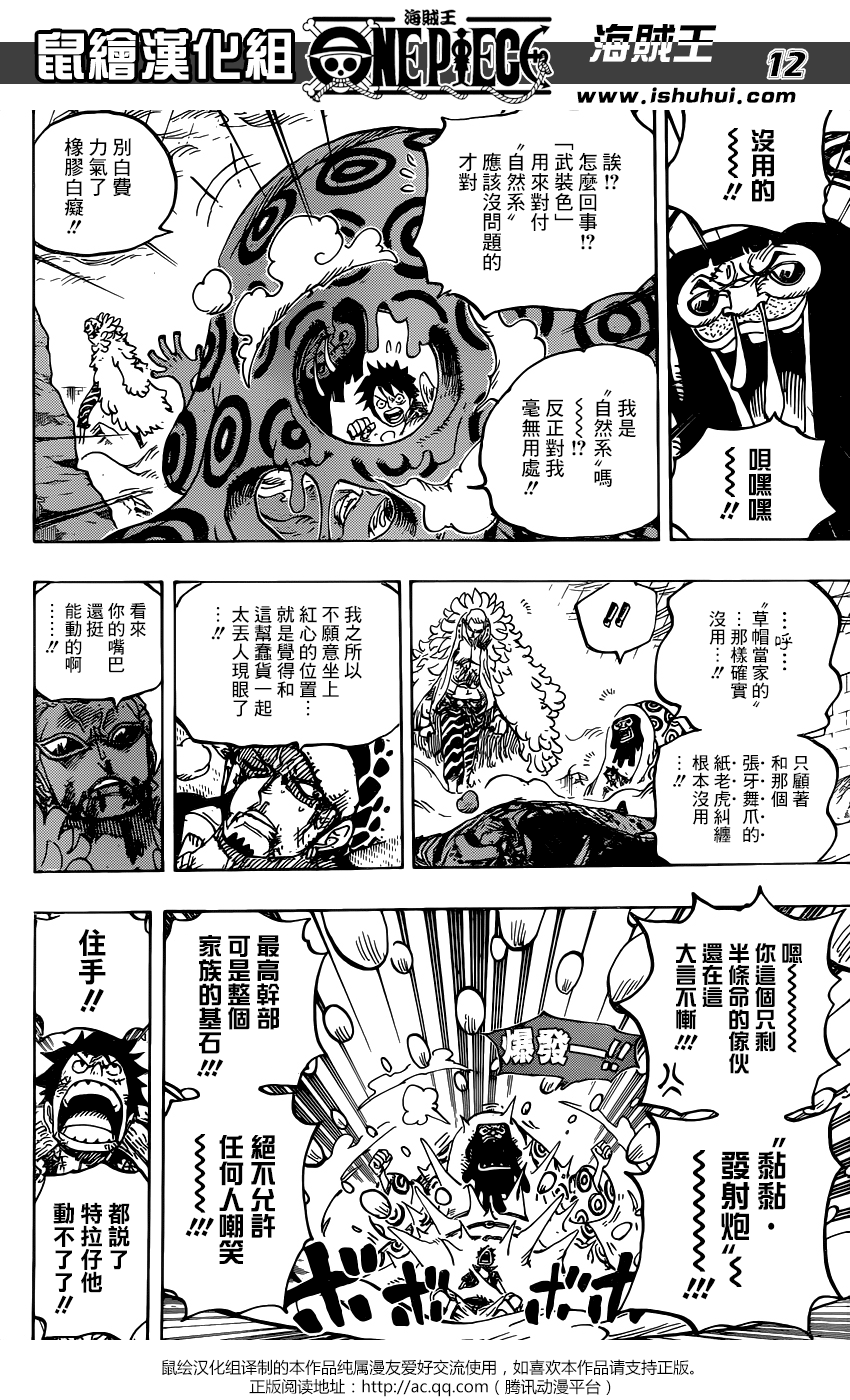 鼠繪漢化組
海賊王
ONE PIECE
海賊王
12
www.ishuhui.com
沒用的
~~~!!
唄嘿嘿
~~~
誒!?
怎麼回事!?
「武裝色」
用來對付
“自然系”
應該沒問題的
才對
我是
“自然系”嗎
~~~!?
反正對我
毫無用處!!
別白費
力氣了
橡膠白癡!!
…呼…
“草帽當家的”
…那樣確實
沒用…!!
只顧著
和那個
張牙舞爪的
紙老虎糾纏
根本沒用
…!!
!!
我之所以
不願意坐上
紅心的位置…
就是覺得和
這幫蠢貨一起
太丟人現眼了
…!!
看來
你的嘴巴
還挺
能動的啊
……!!
嗯~~~
你這個只剩
半條命的傢伙
還在這
大言不慚!!!
“黏黏·
發射炮”~
~~~!!!
爆發—!!
最高幹部
可是整個
家族的基石!!!
絕不允許
任何人嘲笑
~~~!!!
ボボボ
住手!!
都説了
特拉仔他
動不了了!!
鼠绘汉化组译制的本作品纯属漫友爱好交流使用，如喜欢本作品请支持正版。
正版阅读地址：http://ac.qq.com（腾讯动漫平台）